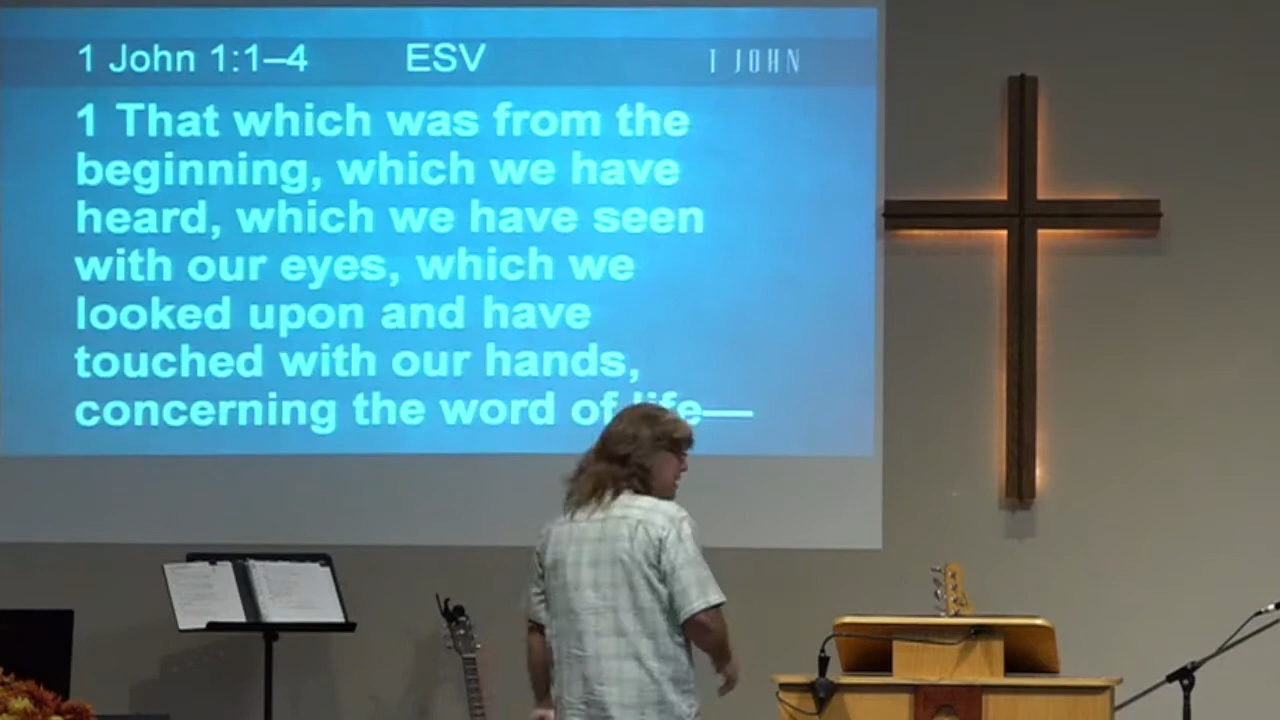 1 John 1:1–4 ESV 1 JOHN
1 That which was from the
beginning, which we have
heard, which we have seen
with our eyes, which we
looked upon and have
touched with our hands,
concerning the word of life—